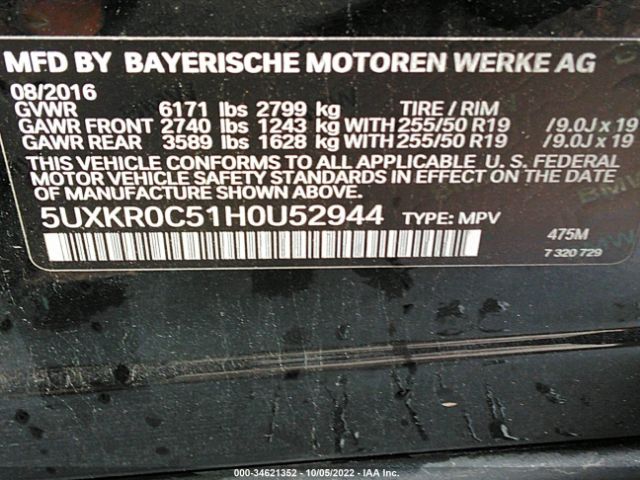 MFD BY BAYERISCHE MOTOREN WERKE AG
08/2016
GVWR 6171 lbs 2799 kg TIRE / RIM
GAWR FRONT 2740 lbs 1243 kg WITH 255/50 R19 /9.0J x 19
GAWR REAR 3589 lbs 1628 kg WITH 255/50 R19 /9.0J x 19
THIS VEHICLE CONFORMS TO ALL APPLICABLE U. S. FEDERAL
MOTOR VEHICLE SAFETY STANDARDS IN EFFECT ON THE DATE
OF MANUFACTURE SHOWN ABOVE.
5UXKR0C51H0U52944 TYPE: MPV
475M
7 320 729
000-34621352 - 10/05/2022 - IAA Inc.